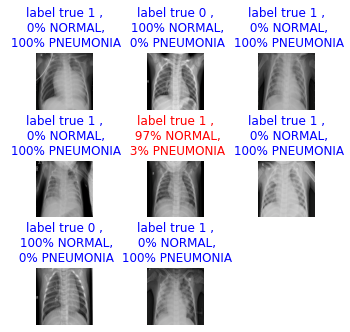 label true 1 ,
0% NORMAL,
100% PNEUMONIA
label true 0 ,
100% NORMAL,
0% PNEUMONIA
label true 1 ,
0% NORMAL,
100% PNEUMONIA
label true 1 ,
0% NORMAL,
100% PNEUMONIA
label true 1 ,
97% NORMAL,
3% PNEUMONIA
label true 1 ,
0% NORMAL,
100% PNEUMONIA
label true 0 ,
100% NORMAL,
0% PNEUMONIA
label true 1 ,
0% NORMAL,
100% PNEUMONIA